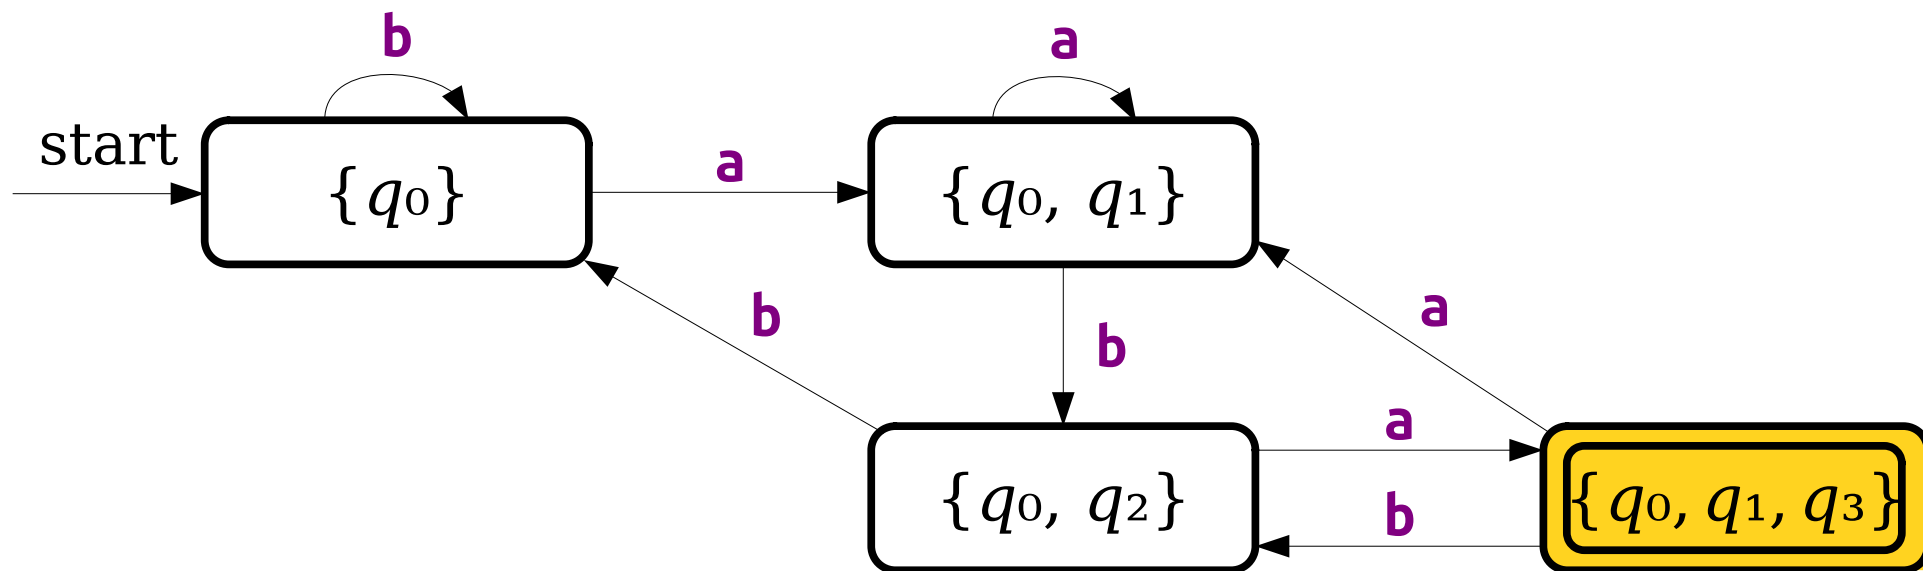 b
a
start
{q₀}
a
{q₀, q₁}
b
b
a
{q₀, q₂}
a
b
{q₀, q₁, q₃}